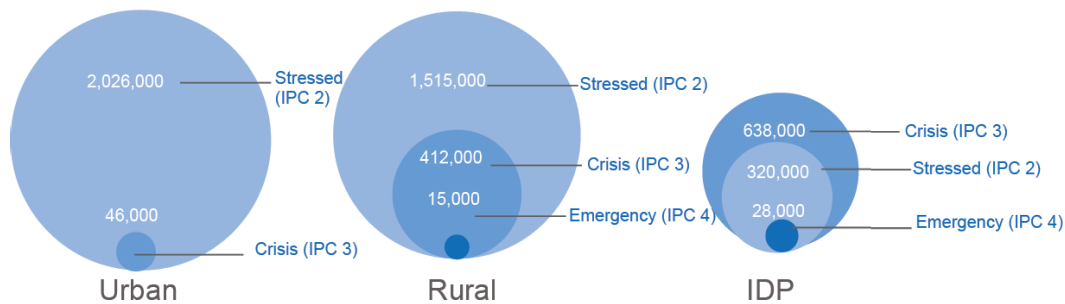 2,026,000
Stressed
(IPC 2)
46,000
Crisis (IPC 3)
Urban
1,515,000
Stressed (IPC 2)
412,000
Crisis (IPC 3)
15,000
Emergency (IPC 4)
Rural
638,000
Crisis (IPC 3)
320,000
Stressed (IPC 2)
28,000
Emergency (IPC 4)
IDP